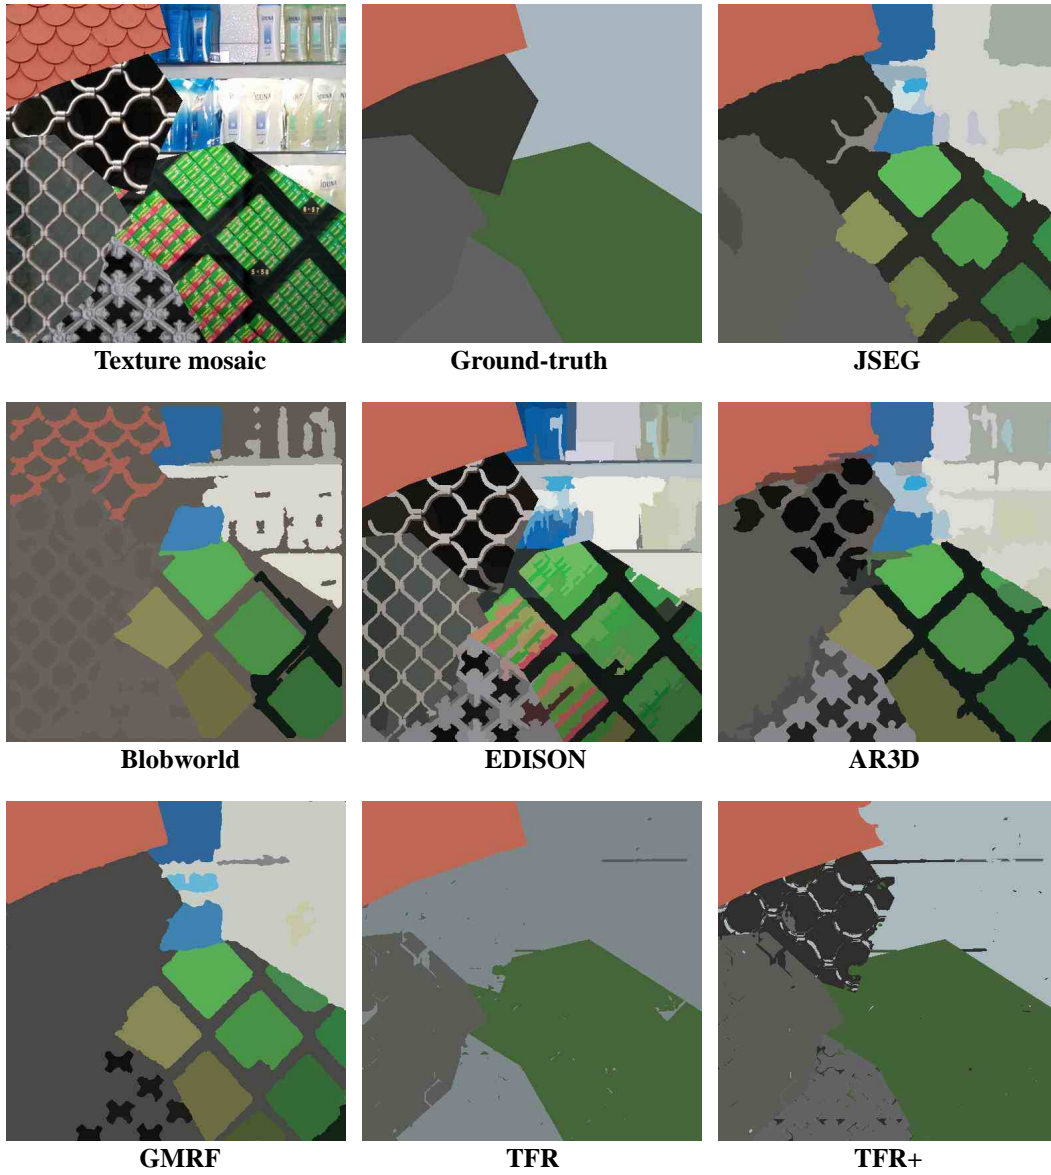 Texture mosaic
Ground-truth
JSEG
Blobworld
EDISON
AR3D
GMRF
TFR
TFR+